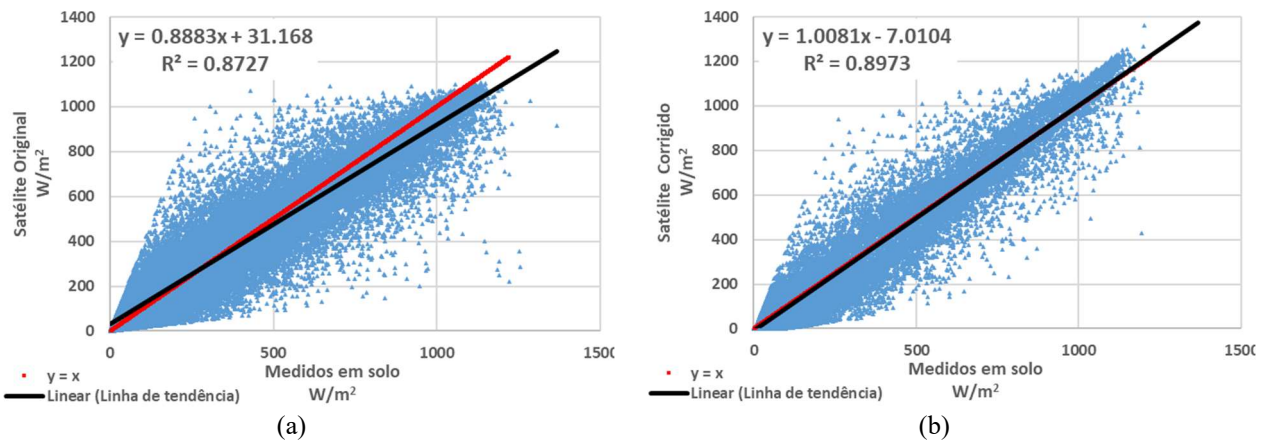 1400
y = 0.8883x + 31.168
R² = 0.8727
1200
1000
800
600
400
200
0
Satélite Original
W/m²
0
500
1000
1500
Medidos em solo
W/m²
y = x
Linear (Linha de tendência)
(a)
1400
y = 1.0081x - 7.0104
R² = 0.8973
1200
1000
800
600
400
200
0
Satélite Corrigido
W/m²
0
500
1000
1500
Medidos em solo
W/m²
y = x
Linear (Linha de tendência)
(b)